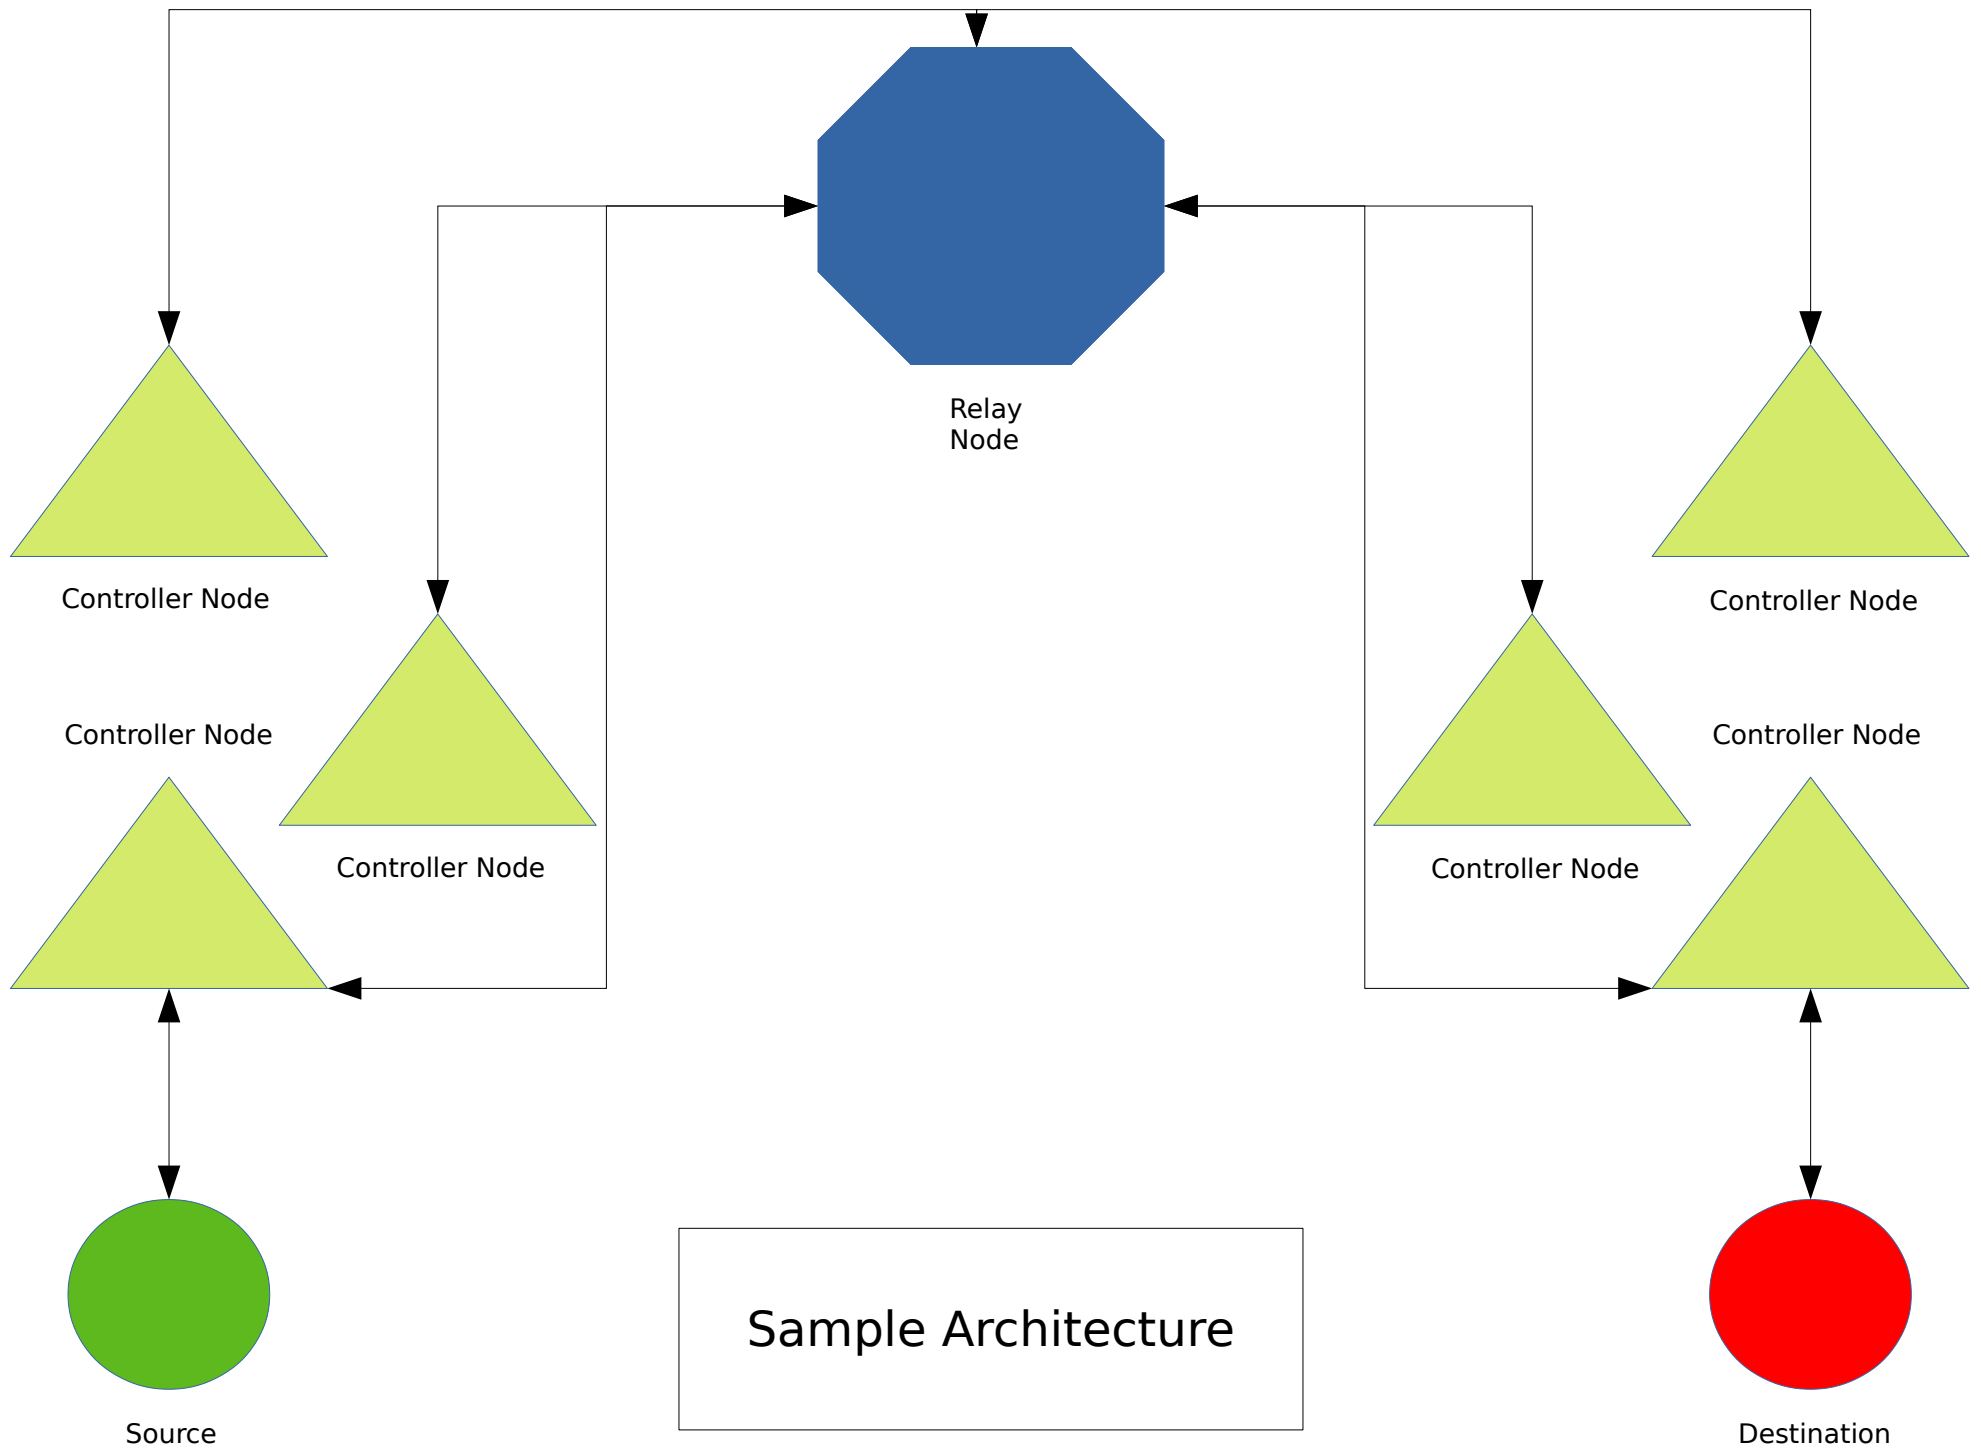 Relay
Node
Controller Node
Controller Node
Controller Node
Controller Node
Controller Node
Controller Node
Sample Architecture
Source
Destination